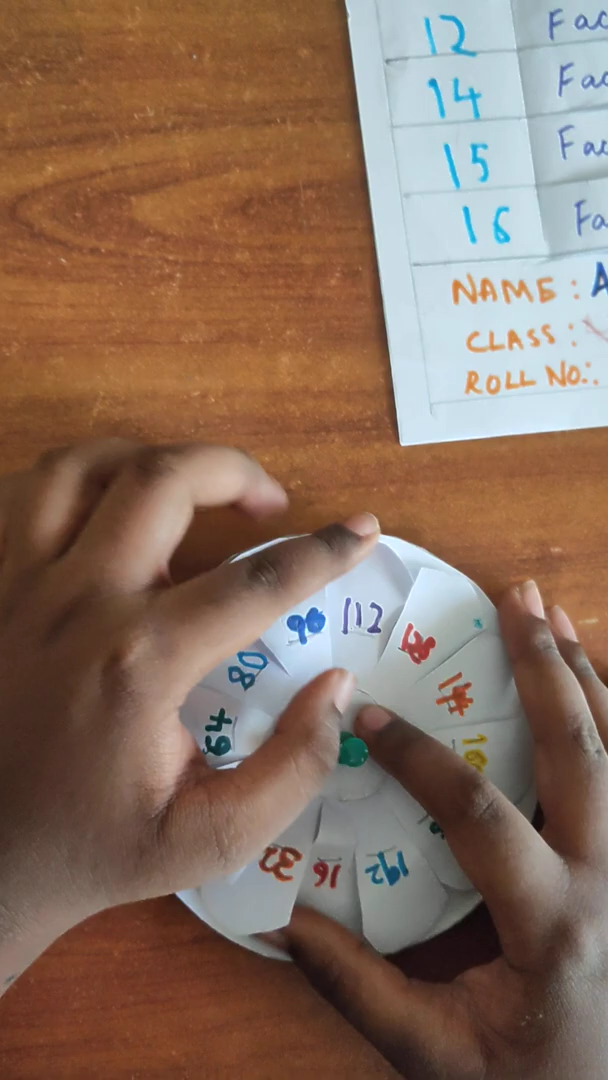 12 Fac
14 Fac
15 Fac
16 Fa
NAME : A
CLASS :
ROLL NO.:
96
112
80
144
64
32
16
192